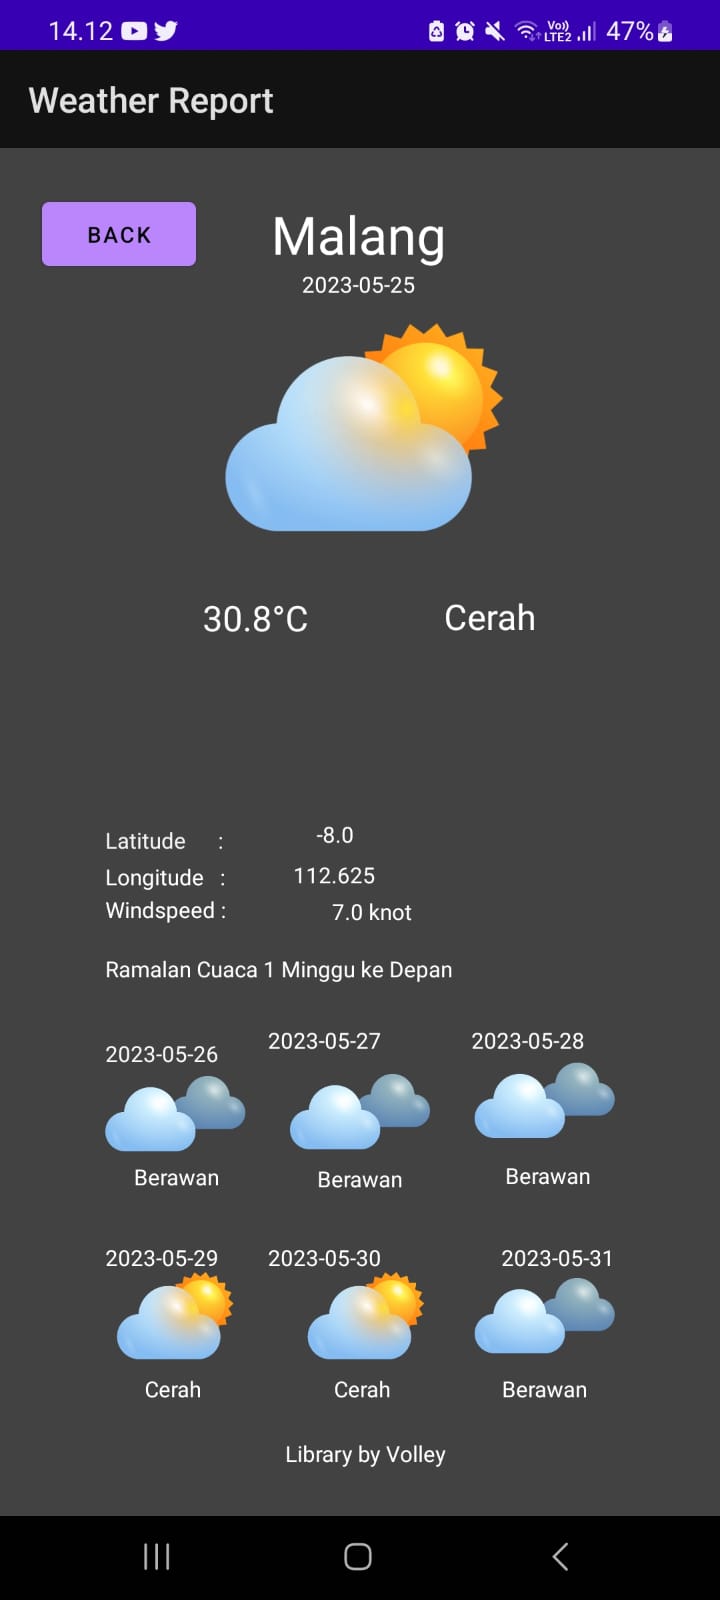 14.12
Vo))
LTE2
47%
Weather Report
BACK
Malang
2023-05-25
30.8°C
Cerah
Latitude : -8.0
Longitude : 112.625
Windspeed : 7.0 knot
Ramalan Cuaca 1 Minggu ke Depan
2023-05-26 2023-05-27 2023-05-28
Berawan Berawan Berawan
2023-05-29 2023-05-30 2023-05-31
Cerah Cerah Berawan
Library by Volley